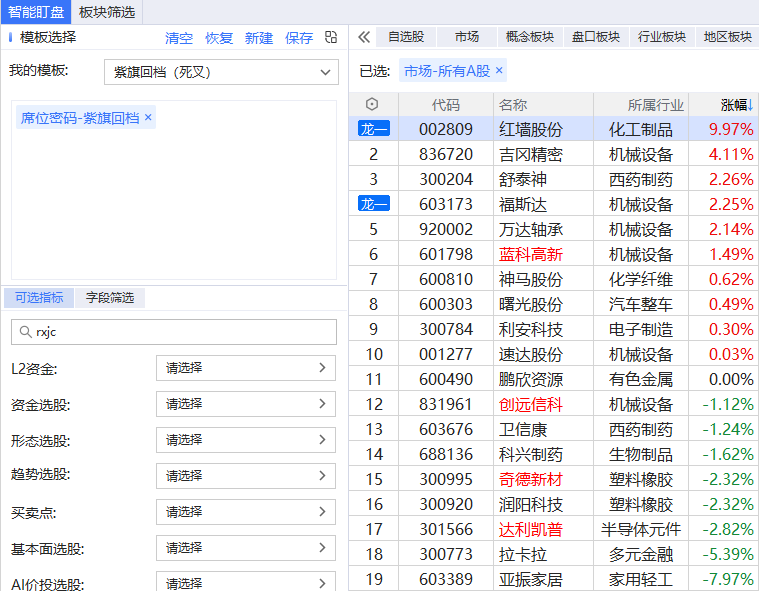 智能盯盘 板块筛选
模板选择 清空 恢复 新建 保存
我的模板: 紫旗回档（死叉）
席位密码-紫旗回档 ×
可选指标 字段筛选
rxjc
L2资金: 请选择
资金选股: 请选择
形态选股: 请选择
趋势选股: 请选择
买卖点: 请选择
基本面选股: 请选择
AI价投选股: 请选择
自选股 市场 概念板块 盘口板块 行业板块 地区板块
已选: 市场-所有A股 ×
代码 名称 所属行业 涨幅↓
龙一 002809 红墙股份 化工制品 9.97%
2 836720 吉冈精密 机械设备 4.11%
3 300204 舒泰神 西药制药 2.26%
龙一 603173 福斯达 机械设备 2.25%
5 920002 万达轴承 机械设备 2.14%
6 601798 蓝科高新 机械设备 1.49%
7 600810 神马股份 化学纤维 0.62%
8 600303 曙光股份 汽车整车 0.49%
9 300784 利安科技 电子制造 0.30%
10 001277 速达股份 机械设备 0.03%
11 600490 鹏欣资源 有色金属 0.00%
12 831961 创远信科 机械设备 -1.12%
13 603676 卫信康 西药制药 -1.24%
14 688136 科兴制药 生物制品 -1.62%
15 300995 奇德新材 塑料橡胶 -2.32%
16 300920 润阳科技 塑料橡胶 -2.32%
17 301566 达利凯普 半导体元件 -2.82%
18 300773 拉卡拉 多元金融 -5.39%
19 603389 亚振家居 家用轻工 -7.97%